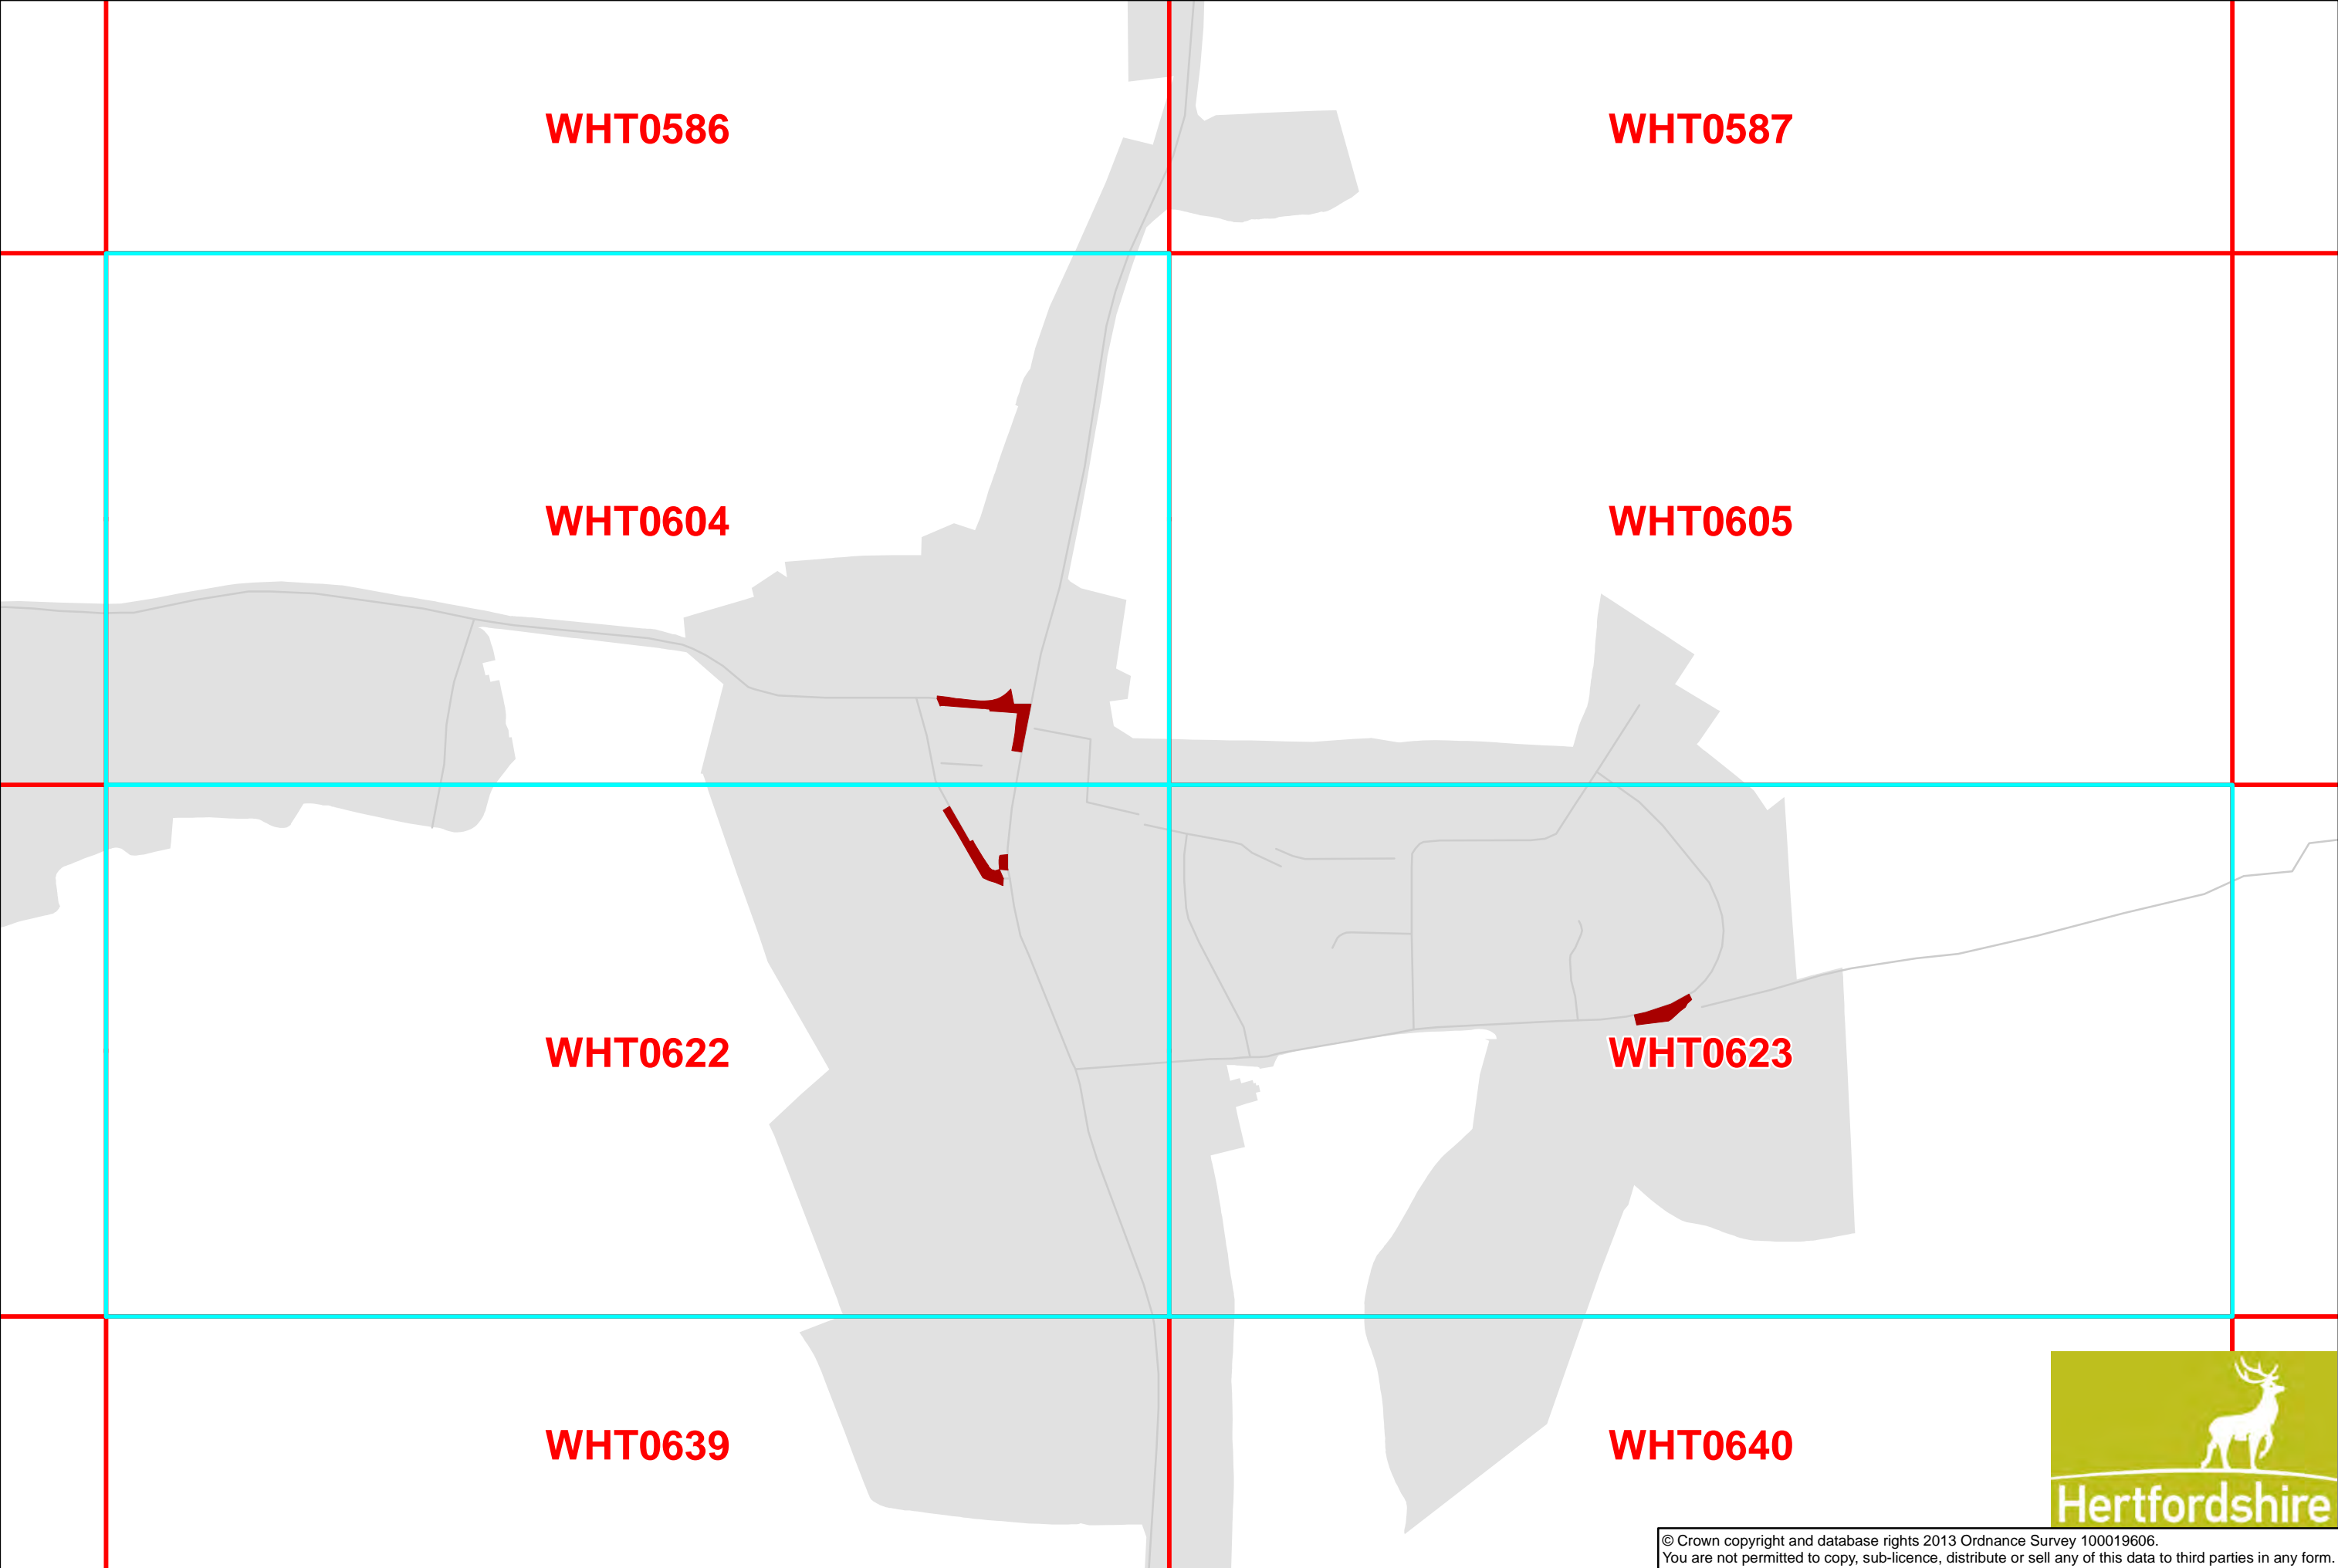 WHT0586
WHT0587
WHT0604
WHT0605
WHT0622
WHT0623
WHT0639
WHT0640
Hertfordshire
© Crown copyright and database rights 2013 Ordnance Survey 100019606.
You are not permitted to copy, sub-licence, distribute or sell any of this data to third parties in any form.